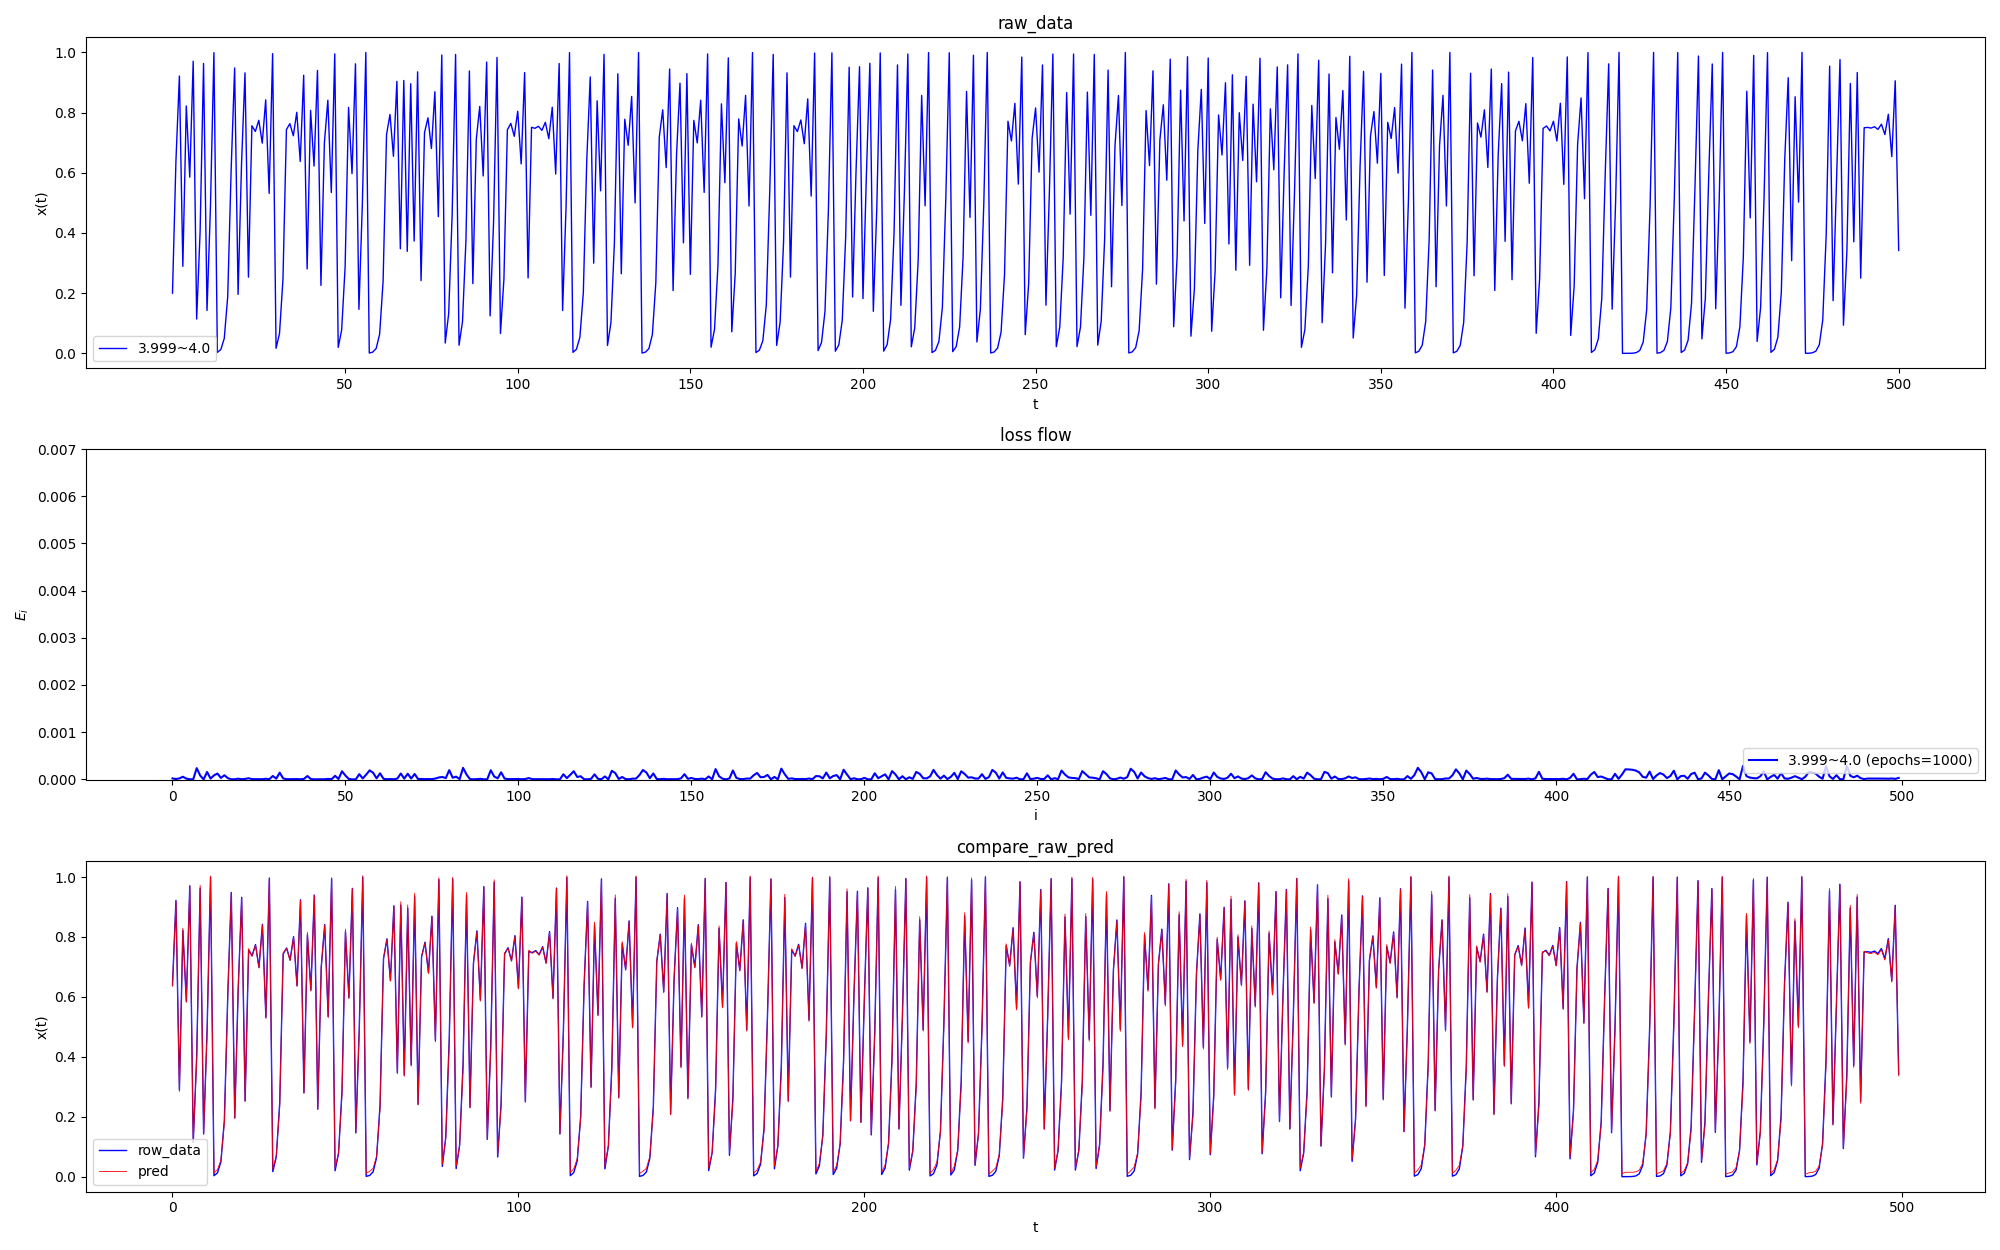 raw_data
1.0
0.8
0.6
0.4
0.2
0.0
x(t)
3.999~4.0
50 100 150 200 250 300 350 400 450 500
t
loss flow
0.007
0.006
0.005
0.004
0.003
0.002
0.001
0.000
E_i
3.999~4.0 (epochs=1000)
0 50 100 150 200 250 300 350 400 450 500
i
compare_raw_pred
1.0
0.8
0.6
0.4
0.2
0.0
x(t)
row_data
pred
0 100 200 300 400 500
t